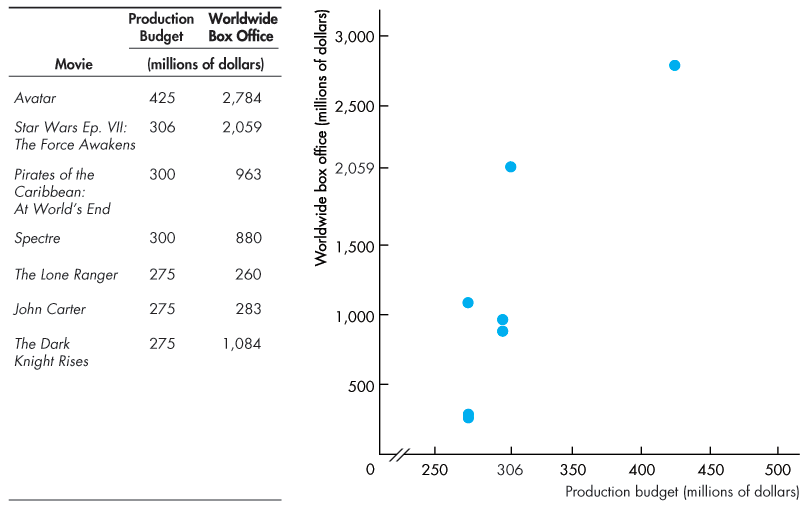 Production Worldwide
Budget Box Office
Movie (millions of dollars)
Avatar 425 2,784
Star Wars Ep. VII: 306 2,059
The Force Awakens
Pirates of the 300 963
Caribbean:
At World’s End
Spectre 300 880
The Lone Ranger 275 260
John Carter 275 283
The Dark 275 1,084
Knight Rises
Worldwide box office (millions of dollars)
3,000
2,500
2,059
1,500
1,000
500
0 250 306 350 400 450 500
Production budget (millions of dollars)